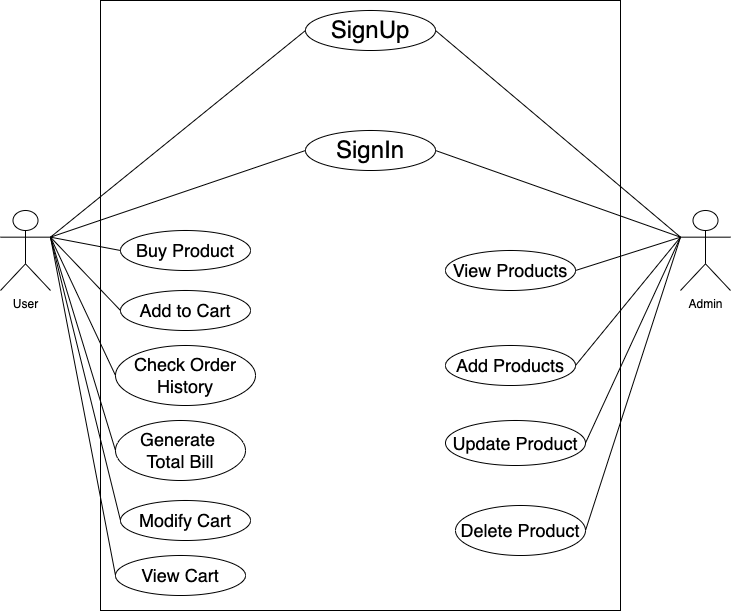 SignUp
SignIn
Buy Product
View Products
User
Admin
Add to Cart
Check Order
History
Add Products
Generate
Total Bill
Update Product
Modify Cart
Delete Product
View Cart